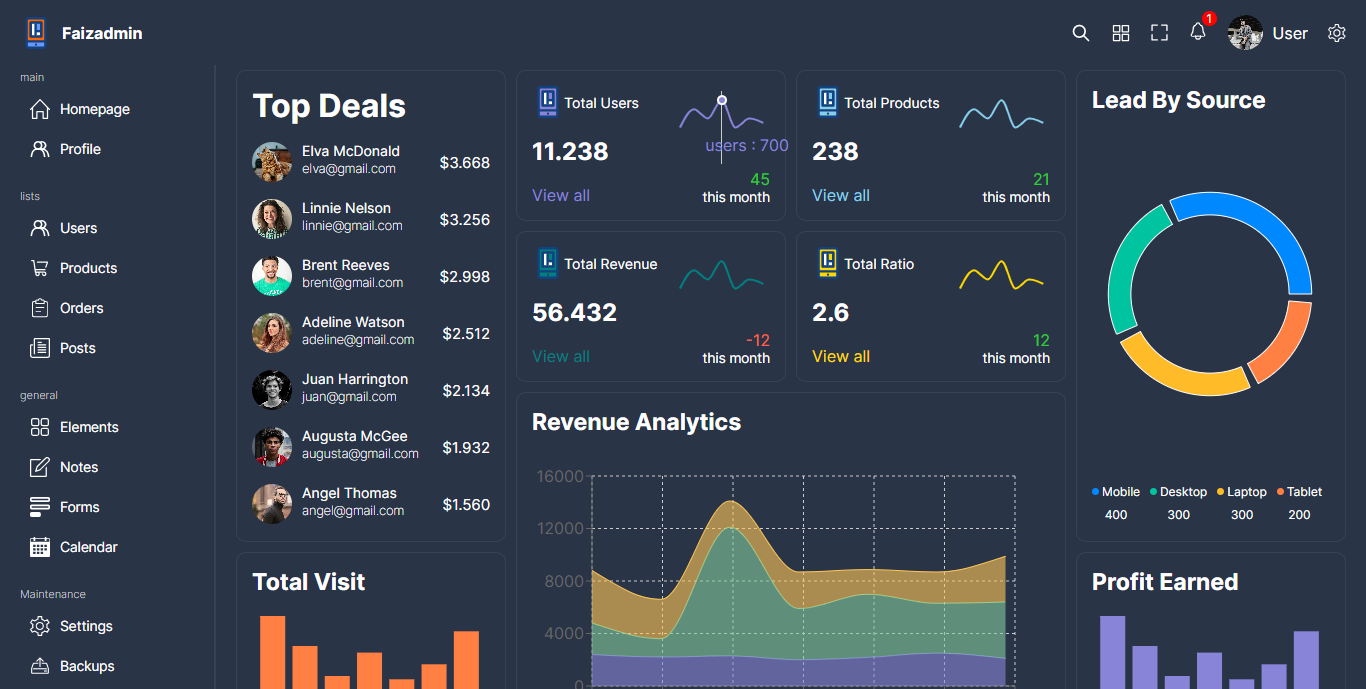 Faizadmin
1
User
main
Homepage
Profile
lists
Users
Products
Orders
Posts
general
Elements
Notes
Forms
Calendar
Maintenance
Settings
Backups
Top Deals
Elva McDonald
elva@gmail.com
$3.668
Linnie Nelson
linnie@gmail.com
$3.256
Brent Reeves
brent@gmail.com
$2.998
Adeline Watson
adeline@gmail.com
$2.512
Juan Harrington
juan@gmail.com
$2.134
Augusta McGee
augusta@gmail.com
$1.932
Angel Thomas
angel@gmail.com
$1.560
Total Visit
Total Users
users : 700
11.238
View all
45
this month
Total Products
238
View all
21
this month
Total Revenue
56.432
View all
-12
this month
Total Ratio
2.6
View all
12
this month
Revenue Analytics
16000
12000
8000
4000
0
Lead By Source
Mobile
400
Desktop
300
Laptop
300
Tablet
200
Profit Earned